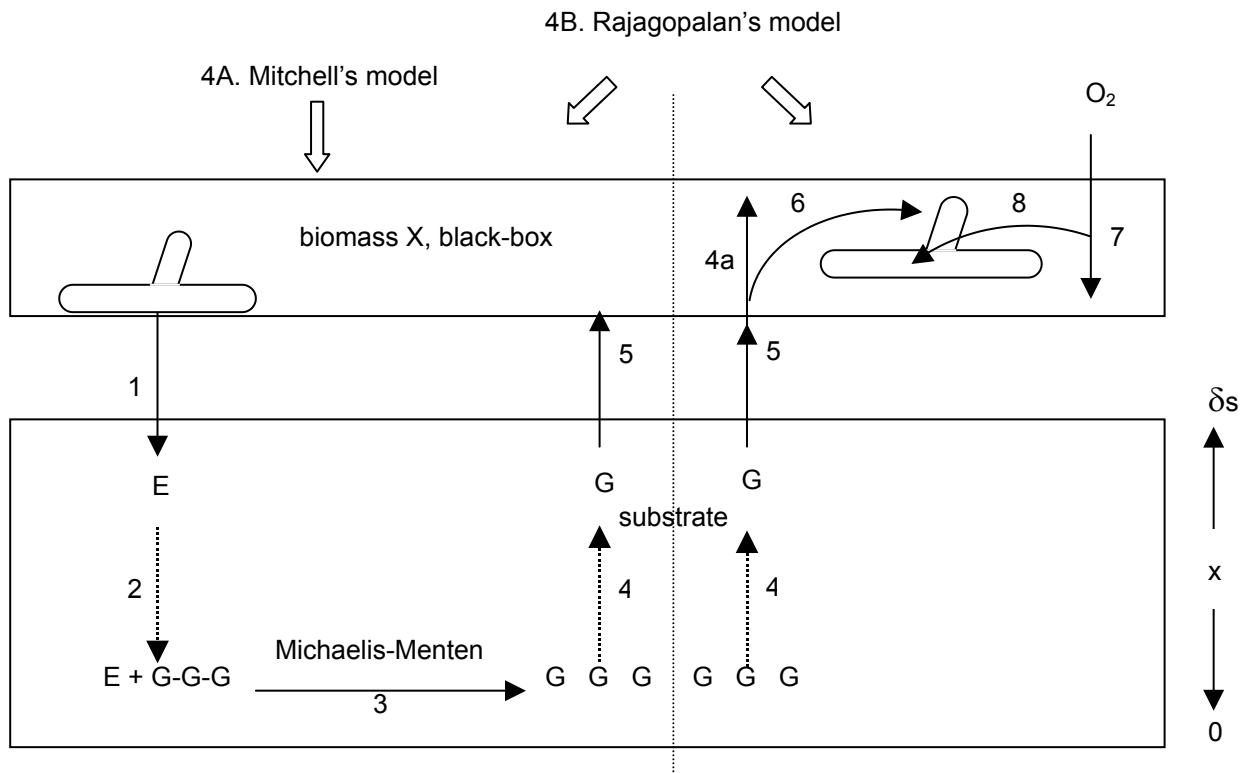 4B. Rajagopalan's model
4A. Mitchell's model
O2
biomass X, black-box
6
8
4a
7
1
5
5
δs
E
G
G
substrate
2
4
4
x
Michaelis-Menten
E + G-G-G
G G G G G G
3
0